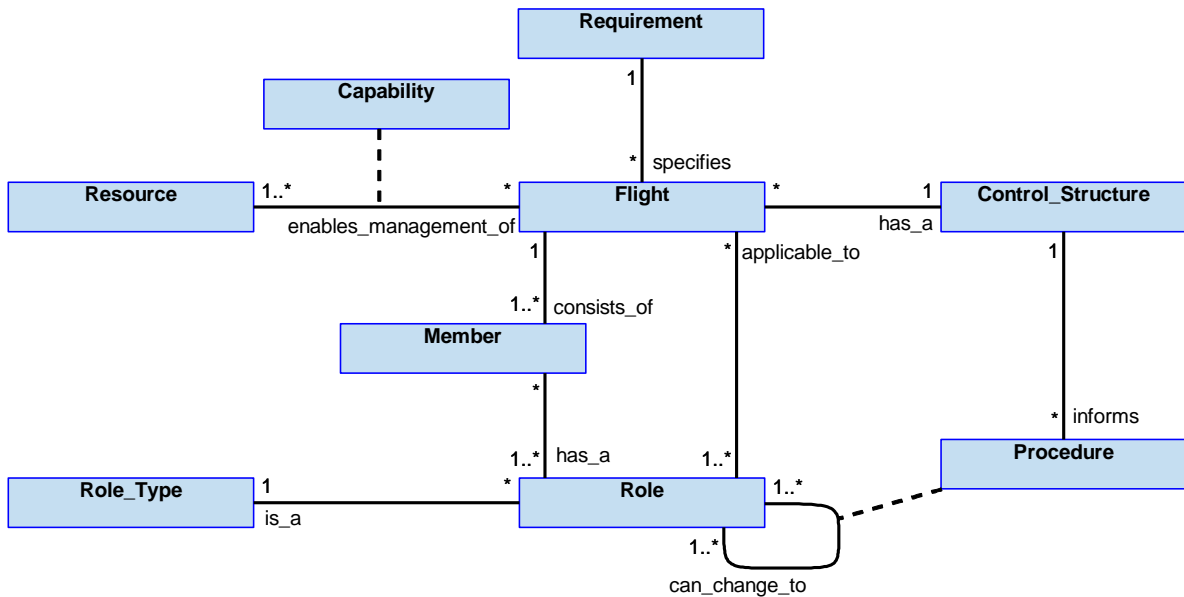 Requirement
1
Capability
* specifies
Resource
1..*
*
Flight
*
1
Control_Structure
enables_management_of
has_a
1
* applicable_to
1
1..* consists_of
Member
*
* informs
Procedure
1..* has_a
1..*
Role_Type
1
*
Role
1..*
is_a
1..*
can_change_to